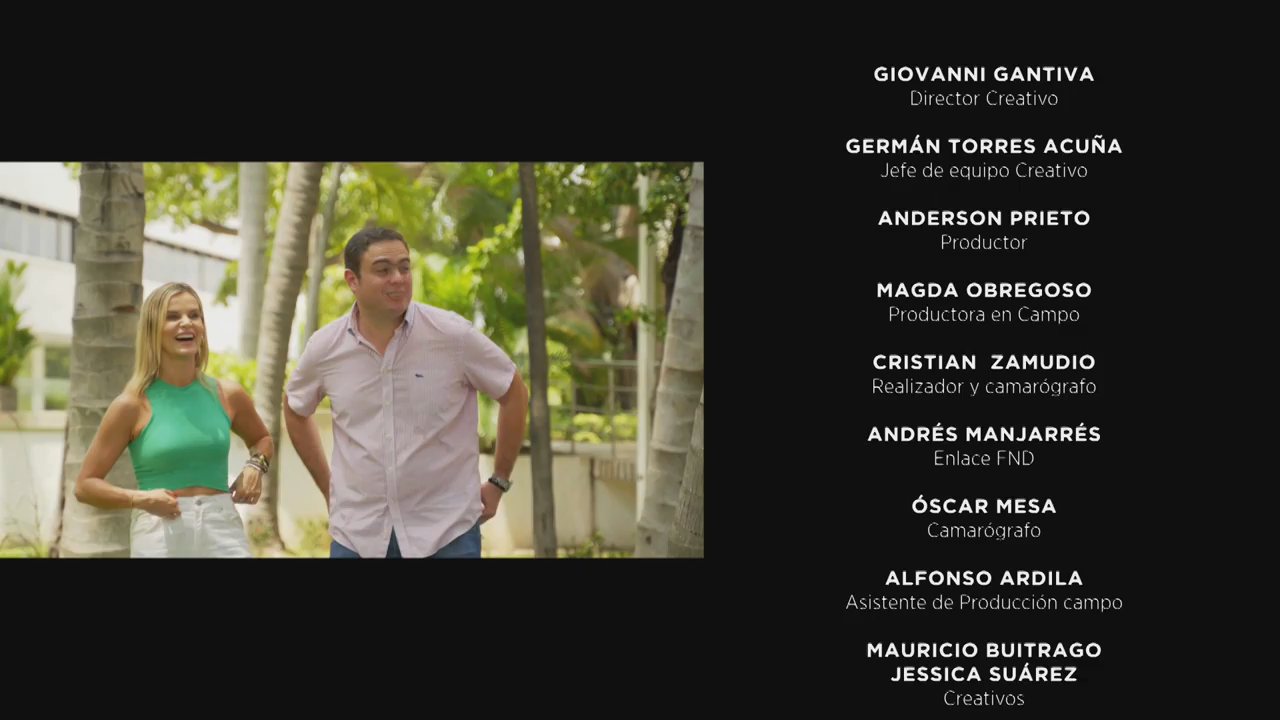 GIOVANNI GANTIVA
Director Creativo
GERMÁN TORRES ACUÑA
Jefe de equipo Creativo
ANDERSON PRIETO
Productor
MAGDA OBREGOSO
Productora en Campo
CRISTIAN  ZAMUDIO
Realizador y camarógrafo
ANDRÉS MANJARRÉS
Enlace FND
ÓSCAR MESA
Camarógrafo
ALFONSO ARDILA
Asistente de Producción campo
MAURICIO BUITRAGO
JESSICA SUÁREZ
Creativos